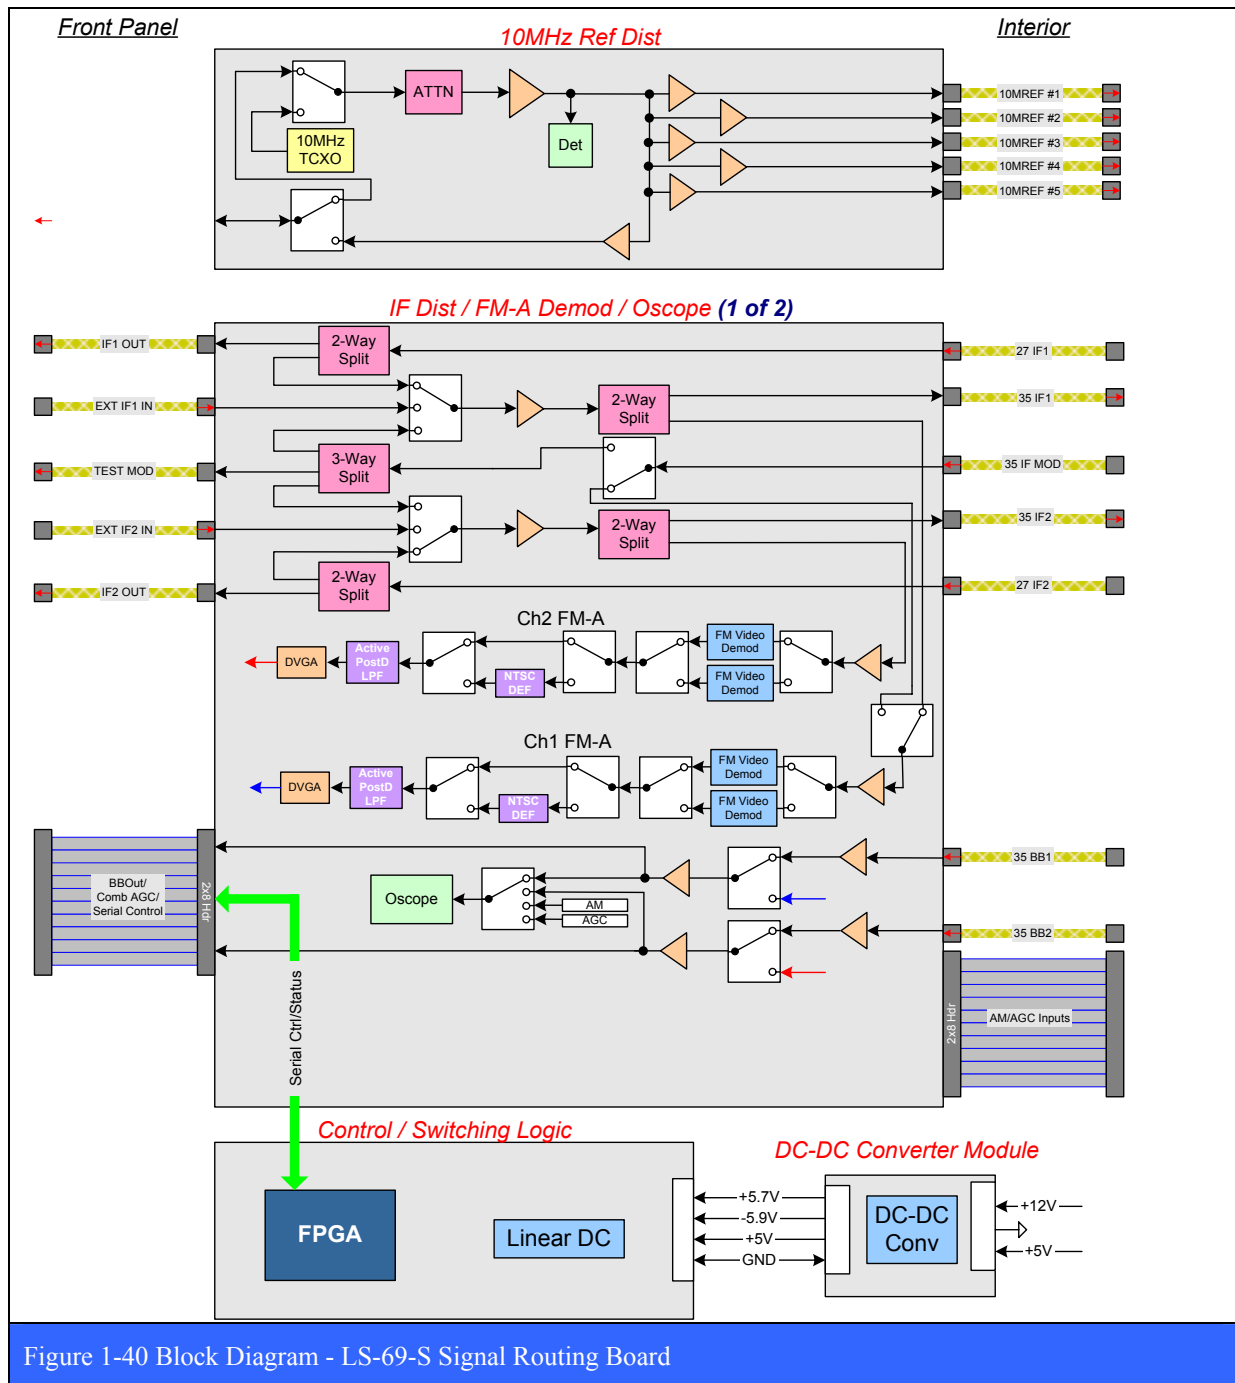 Front Panel
10MHz Ref Dist
Interior
ATTN
10MHz
TCXO
Det
10MREF #1
10MREF #2
10MREF #3
10MREF #4
10MREF #5
IF Dist / FM-A Demod / Oscope (1 of 2)
IF1 OUT
EXT IF1 IN
TEST MOD
EXT IF2 IN
IF2 OUT
2-Way
Split
2-Way
Split
3-Way
Split
2-Way
Split
2-Way
Split
27 IF1
35 IF1
35 IF MOD
35 IF2
27 IF2
Ch2 FM-A
DVGA
Active
PostD
LPF
NTSC
DEF
FM Video
Demod
FM Video
Demod
Ch1 FM-A
DVGA
Active
PostD
LPF
NTSC
DEF
FM Video
Demod
FM Video
Demod
BBOut/
Comb AGC/
Serial Control
2x8 Hdr
Oscope
AM
AGC
35 BB1
35 BB2
2x8 Hdr
AM/AGC Inputs
Serial Ctrl/Status
Control / Switching Logic
FPGA
Linear DC
DC-DC Converter Module
+5.7V
-5.9V
+5V
GND
DC-DC
Conv
+12V
+5V
Figure 1-40 Block Diagram - LS-69-S Signal Routing Board